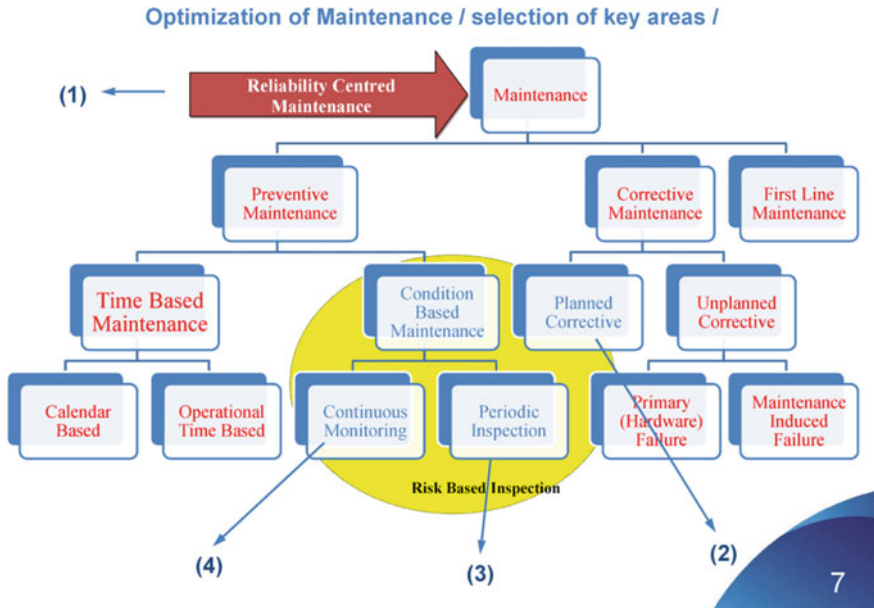 Optimization of Maintenance / selection of key areas /
(1)
Reliability Centred
Maintenance
Maintenance
Preventive
Maintenance
Corrective
Maintenance
First Line
Maintenance
Time Based
Maintenance
Condition
Based
Maintenance
Planned
Corrective
Unplanned
Corrective
Calendar
Based
Operational
Time Based
Continuous
Monitoring
Periodic
Inspection
Primary
(Hardware)
Failure
Maintenance
Induced
Failure
Risk Based Inspection
(4)
(3)
(2)
7